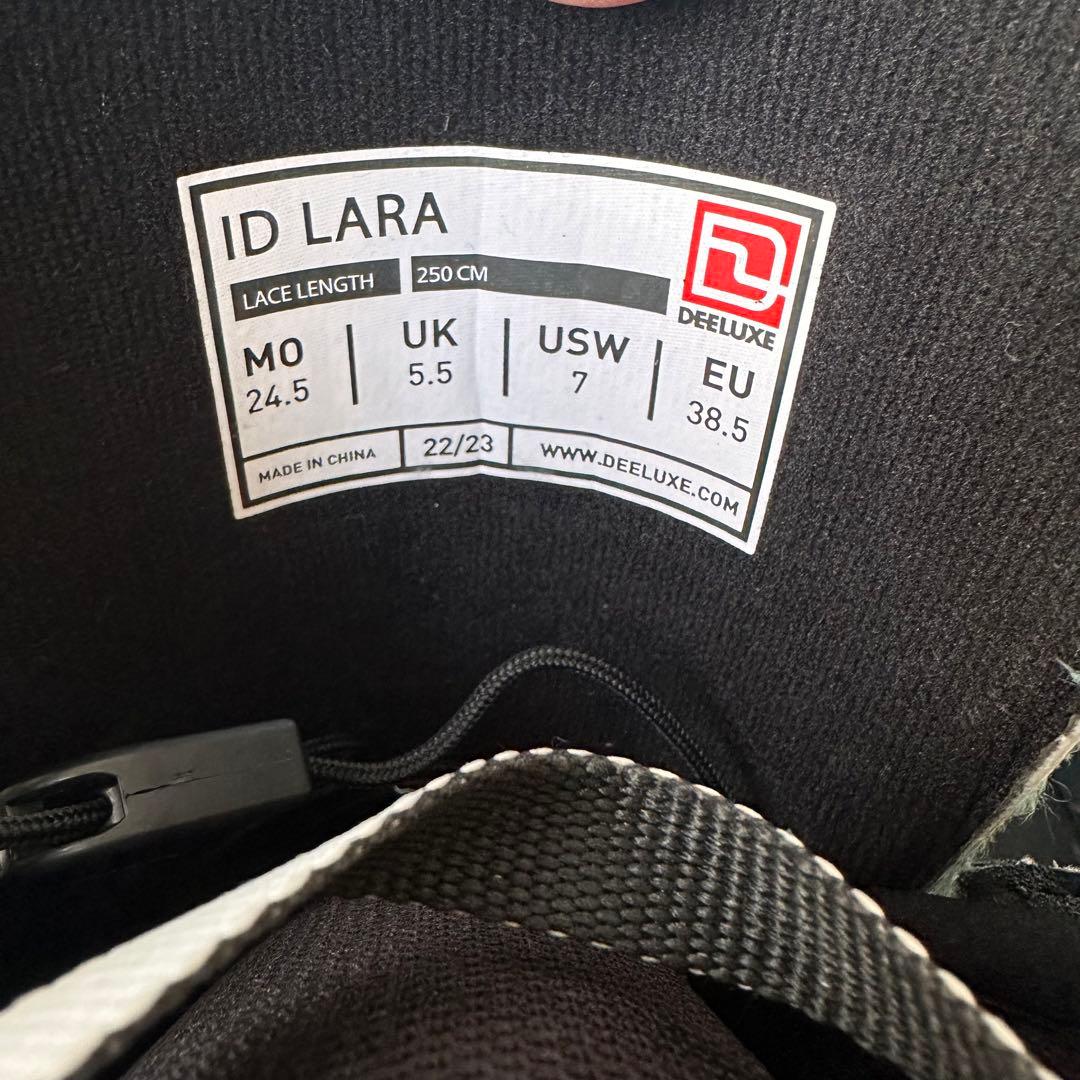 ID LARA
LACE LENGTH 250 CM
DEELUXE
MO UK USW EU
24.5 5.5 7 38.5
MADE IN CHINA 22/23 WWW.DEELUXE.COM